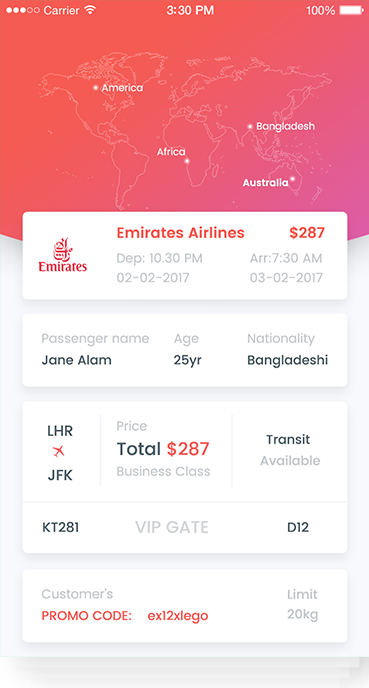 Carrier 3:30 PM 100%
America
Bangladesh
Africa
Australia
Emirates Airlines $287
Emirates
Dep: 10.30 PM Arr:7:30 AM
02-02-2017 03-02-2017
Passenger name Age Nationality
Jane Alam 25yr Bangladeshi
LHR
JFK
Price
Total $287
Business Class
Transit
Available
KT281 VIP GATE D12
Customer's Limit
PROMO CODE: ex12xlego 20kg